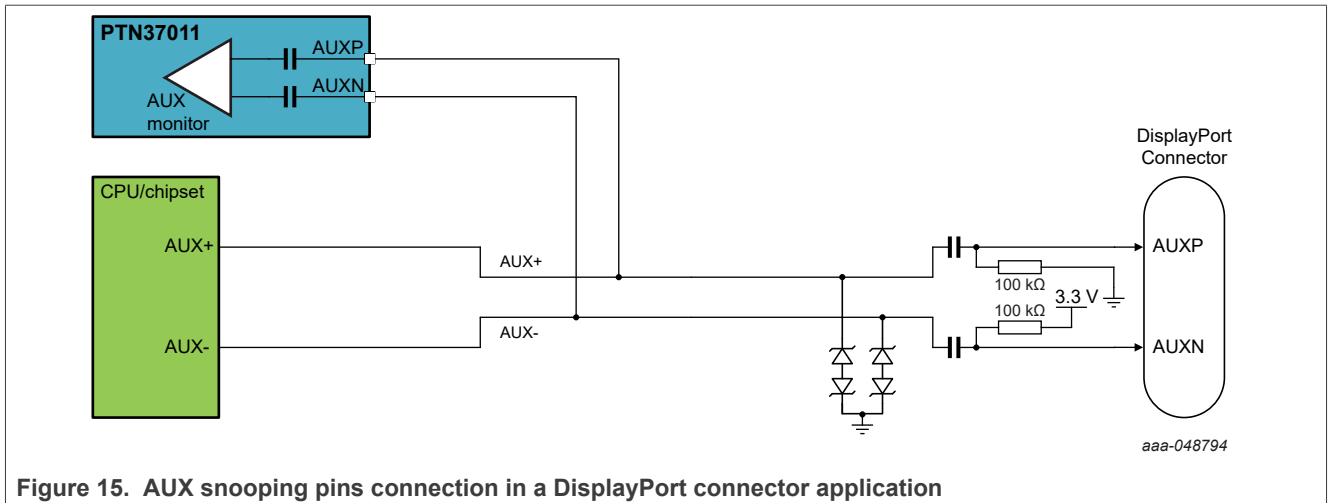 PTN37011
AUXP
AUXN
AUX
monitor
CPU/chipset
AUX+
AUX-
AUX+
AUX-
100 kΩ
3.3 V
100 kΩ
DisplayPort
Connector
AUXP
AUXN
aaa-048794
Figure 15. AUX snooping pins connection in a DisplayPort connector application